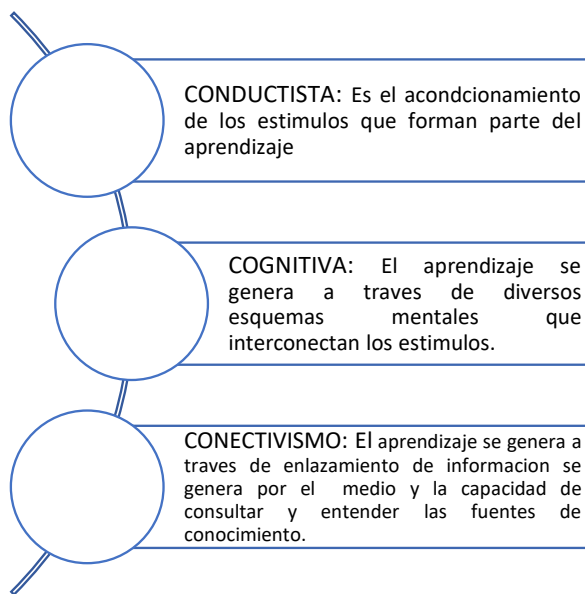 CONDUCTISTA: Es el acondcionamiento
de los estimulos que forman parte del
aprendizaje
COGNITIVA: El aprendizaje se
genera a traves de diversos
esquemas mentales que
interconectan los estimulos.
CONECTIVISMO: El aprendizaje se genera a
traves de enlazamiento de informacion se
genera por el medio y la capacidad de
consultar y entender las fuentes de
conocimiento.